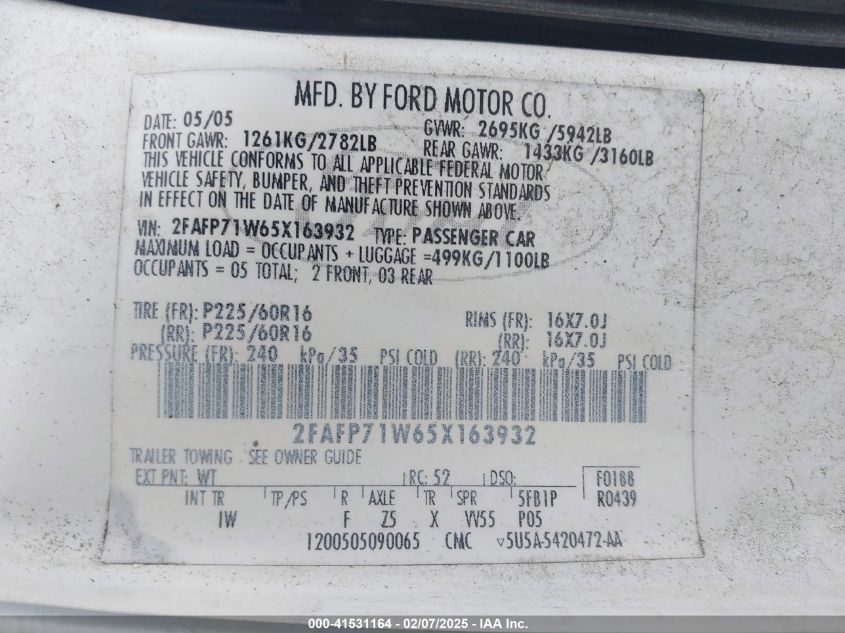 MFD. BY FORD MOTOR CO.
DATE: 05/05 GVWR: 2695KG /5942LB
FRONT GAWR: 1261KG/2782LB REAR GAWR: 1433KG /3160LB
THIS VEHICLE CONFORMS TO ALL APPLICABLE FEDERAL MOTOR
VEHICLE SAFETY, BUMPER, AND THEFT PREVENTION STANDARDS
IN EFFECT ON THE DATE OF MANUFACTURE SHOWN ABOVE.
VIN: 2FAFP71W65X163932 TYPE: PASSENGER CAR
MAXIMUM LOAD = OCCUPANTS + LUGGAGE =499KG/1100LB
OCCUPANTS = 05 TOTAL; 2 FRONT, 03 REAR
TIRE (FR): P225/60R16 RIMS (FR): 16X7.0J
(RR): P225/60R16 (RR): 16X7.0J
PRESSURE (FR): 240 kPa/35 PSI COLD (RR): 240 kPa/35 PSI COLD
2FAFP71W65X163932
TRAILER TOWING - SEE OWNER GUIDE
EXT PNT: WT RC: 52 DSO: F0188
INT TR TP/PS R AXLE TR SPR 5FB1P R0439
IW F Z5 X VV55 P05
1200505090065 CMC v5U5A-5420472-AA
000-41531164 - 02/07/2025 - IAA Inc.